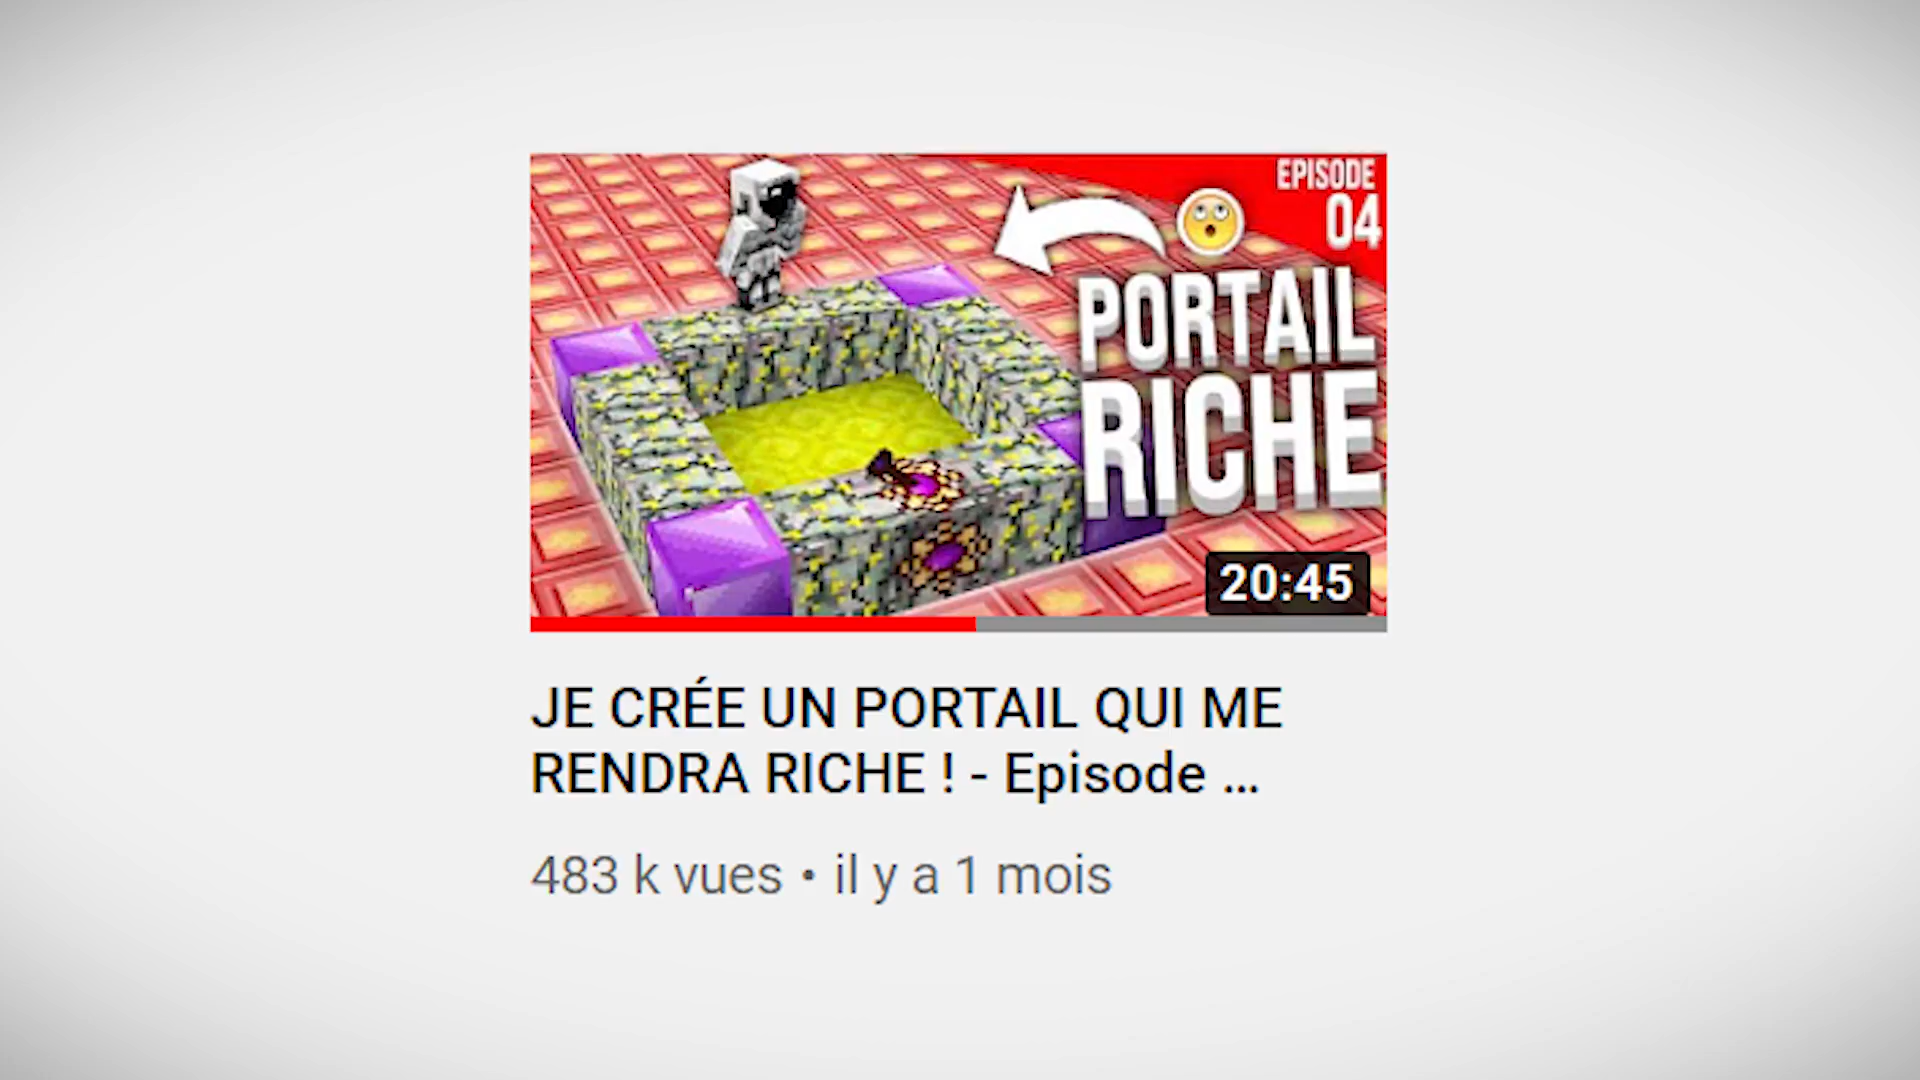 EPISODE
04
PORTAIL
RICHE
20:45
JE CRÉE UN PORTAIL QUI ME
RENDRA RICHE ! - Episode ...
483 k vues • il y a 1 mois